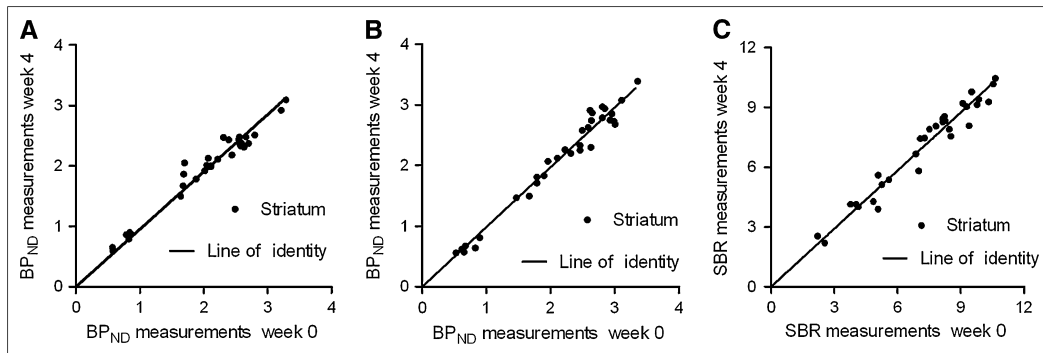 A
4
3
2
1
0
0 1 2 3 4
BPND measurements week 4
BPND measurements week 0
Striatum
Line of identity
B
4
3
2
1
0
0 1 2 3 4
BPND measurements week 4
BPND measurements week 0
Striatum
Line of identity
C
12
9
6
3
0
0 3 6 9 12
SBR measurements week 4
SBR measurements week 0
Striatum
Line of identity